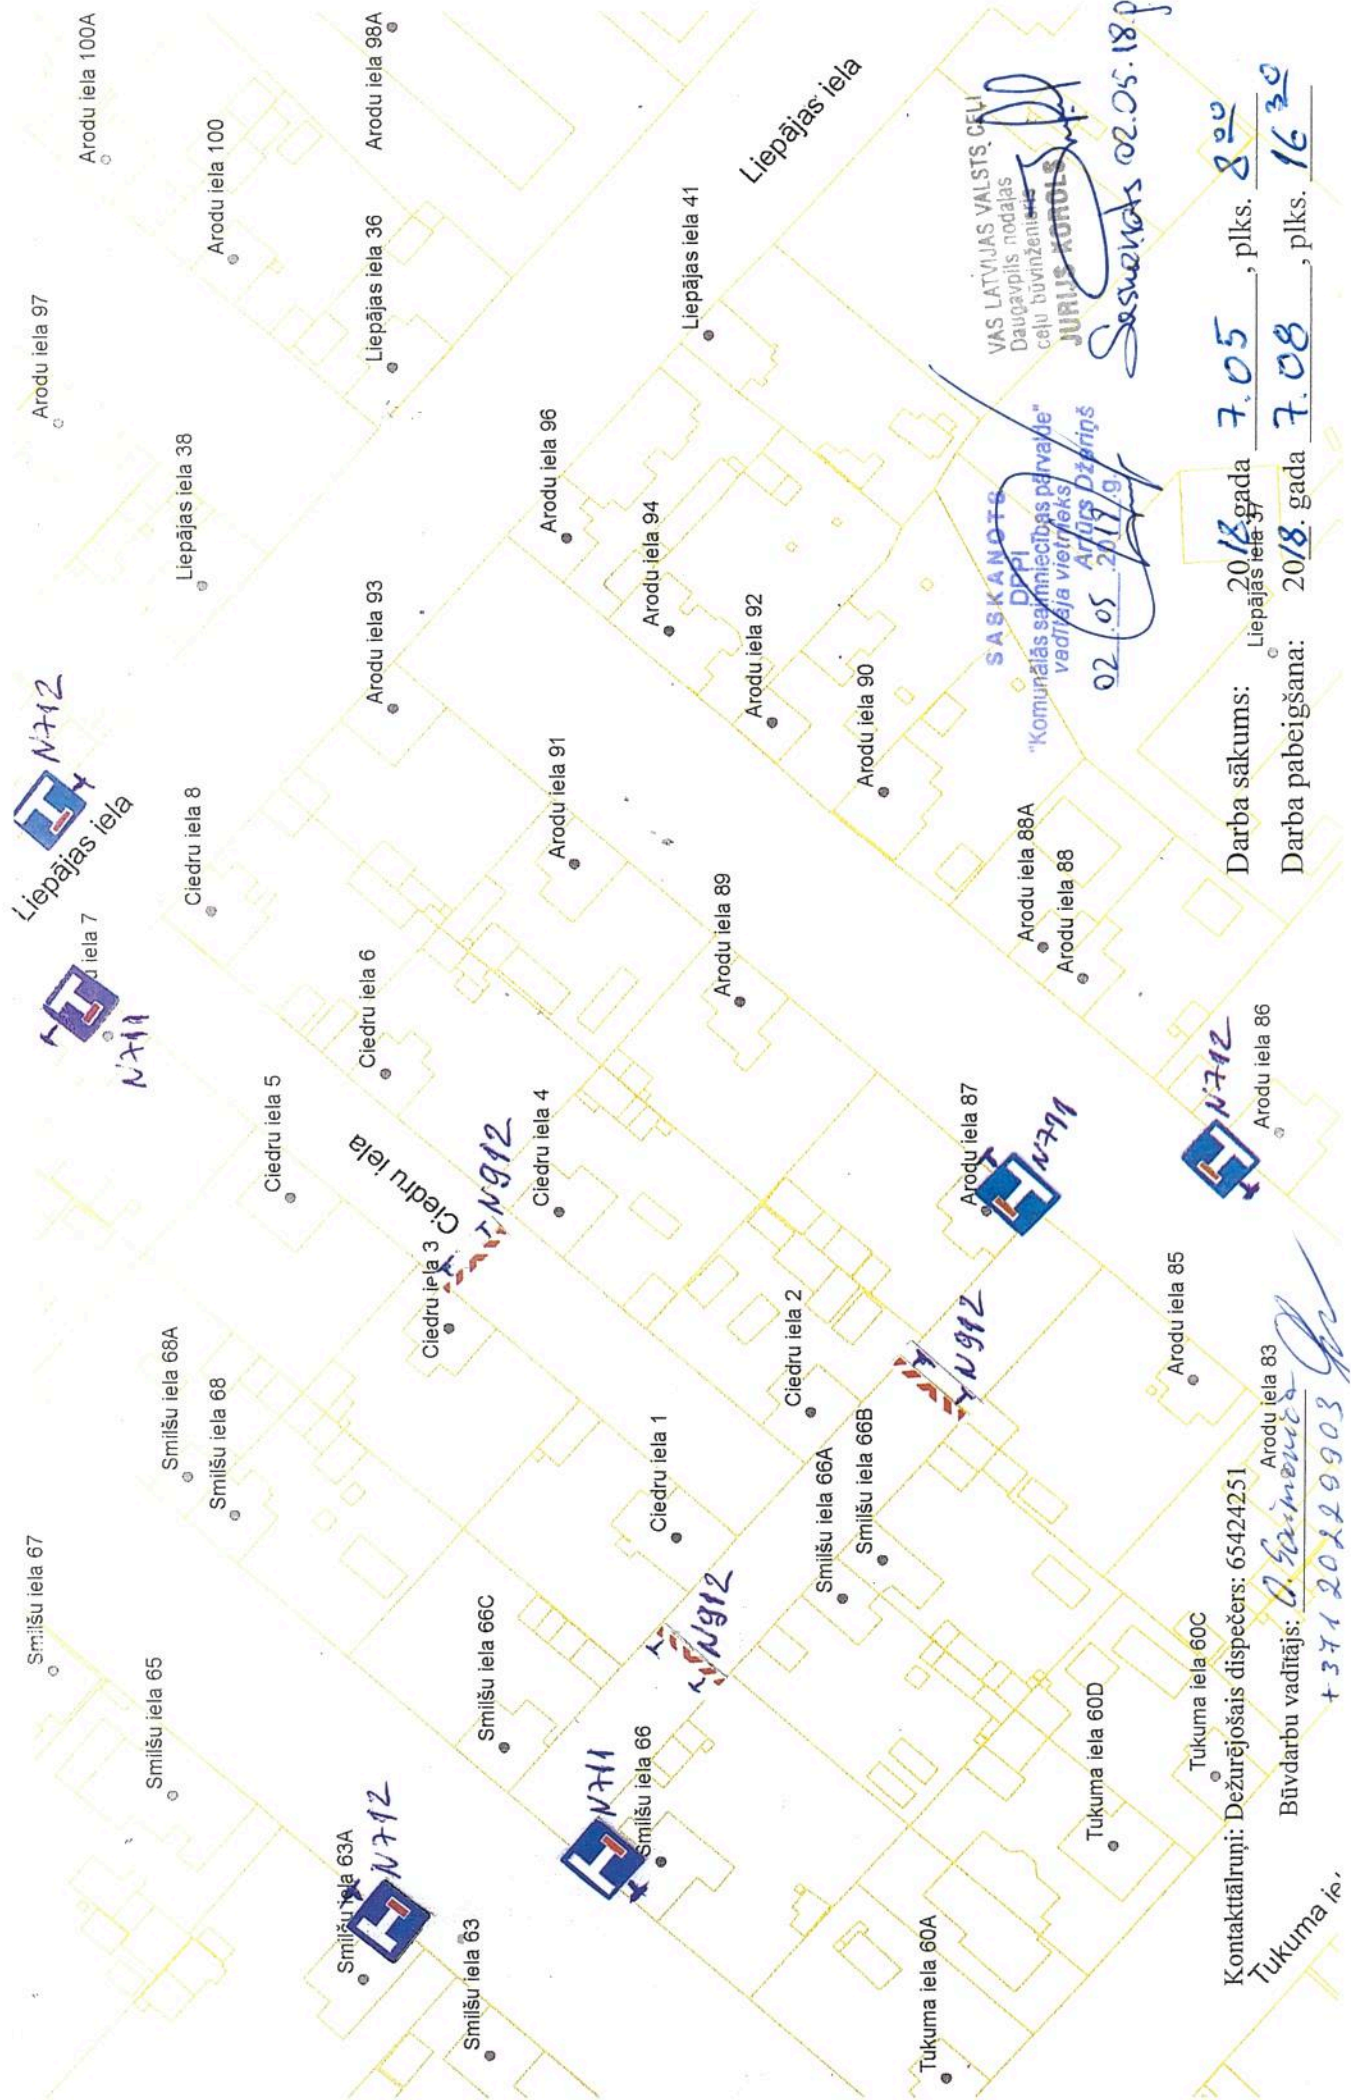 Smilšu iela 67
Smilšu iela 65
Smilšu iela 68A
Smilšu iela 68
Smilšu iela 63A
N712
Smilšu iela 63
Smilšu iela 66C
N711
Smilšu iela 66
Liepājas iela
N712
iela 7
N711
Ciedru iela 8
Ciedru iela 6
Ciedru iela 5
Ciedru iela
Ciedru iela 3
N912
Ciedru iela 4
Ciedru iela 1
N912
Ciedru iela 2
Smilšu iela 66A
Smilšu iela 66B
N912
Arodu iela 97
Arodu iela 100A
Arodu iela 100
Arodu iela 98A
Liepājas iela 38
Liepājas iela 36
Arodu iela 93
Arodu iela 96
Arodu iela 91
Arodu iela 94
Liepājas iela 41
Liepājas iela
Arodu iela 92
Arodu iela 89
Arodu iela 90
Arodu iela 88A
Arodu iela 88
Arodu iela 87
N711
N712
Arodu iela 86
Arodu iela 85
Arodu iela 83
Liepājas iela 37
Tukuma iela 60A
Tukuma iela 60D
Tukuma iela 60C
Tukuma
SASKAŅOTS
DPPI
"Komunālās saimniecības pārvalde"
vadītāja vietnieks
Artūrs Džeriņš
02.05.2018.g.
VAS LATVIJAS VALSTS CEĻI
Daugavpils nodaļas
ceļu būvinženieris
JURIJS KOROLS
Saskaņots 02.05.18.
Darba sākums: 2018. gada 7.05, plks. 8 00
Darba pabeigšana: 2018. gada 7.08, plks. 16 30
Kontakttālruņi: Dežurējošais dispečers: 65424251
Būvdarbu vadītājs:
+371 20229903